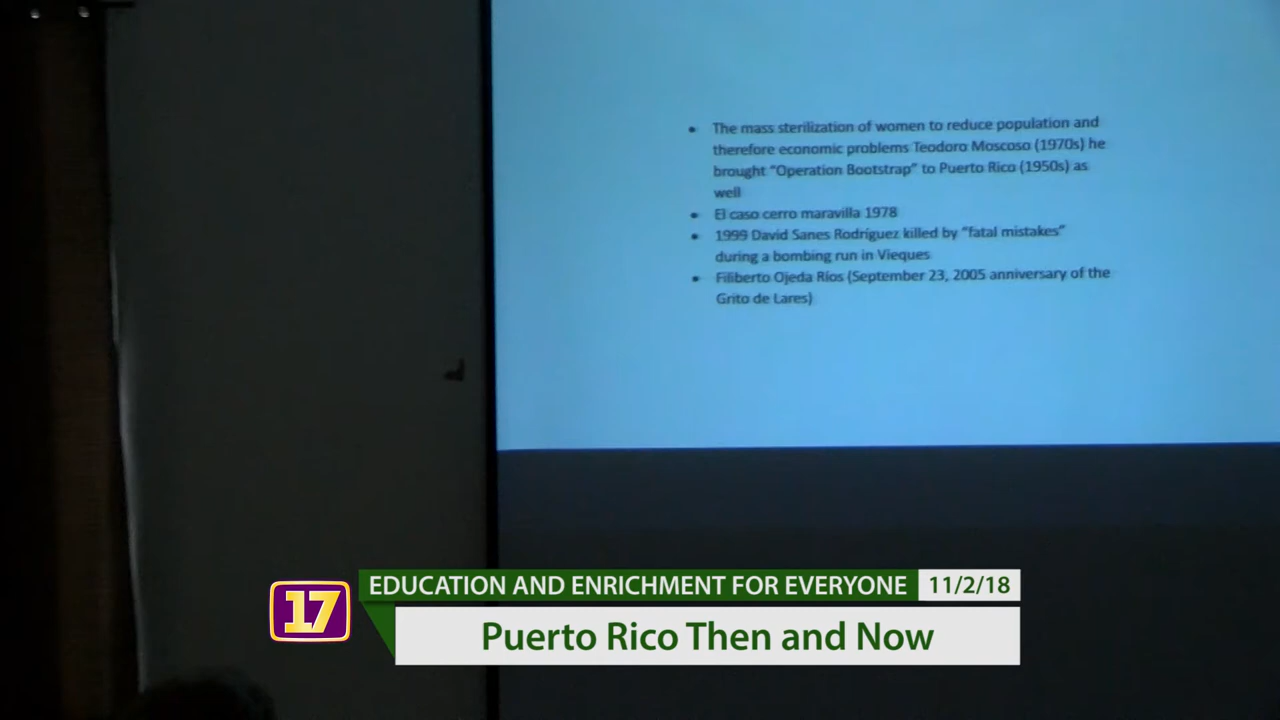 • The mass sterilization of women to reduce population and
therefore economic problems Teodoro Moscoso (1970s) he
brought "Operation Bootstrap" to Puerto Rico (1950s) as
well
• El caso cerro maravilla 1978
• 1999 David Sanes Rodríguez killed by "fatal mistakes"
during a bombing run in Vieques
• Filiberto Ojeda Ríos (September 23, 2005 anniversary of the
Grito de Lares)
17
EDUCATION AND ENRICHMENT FOR EVERYONE 11/2/18
Puerto Rico Then and Now